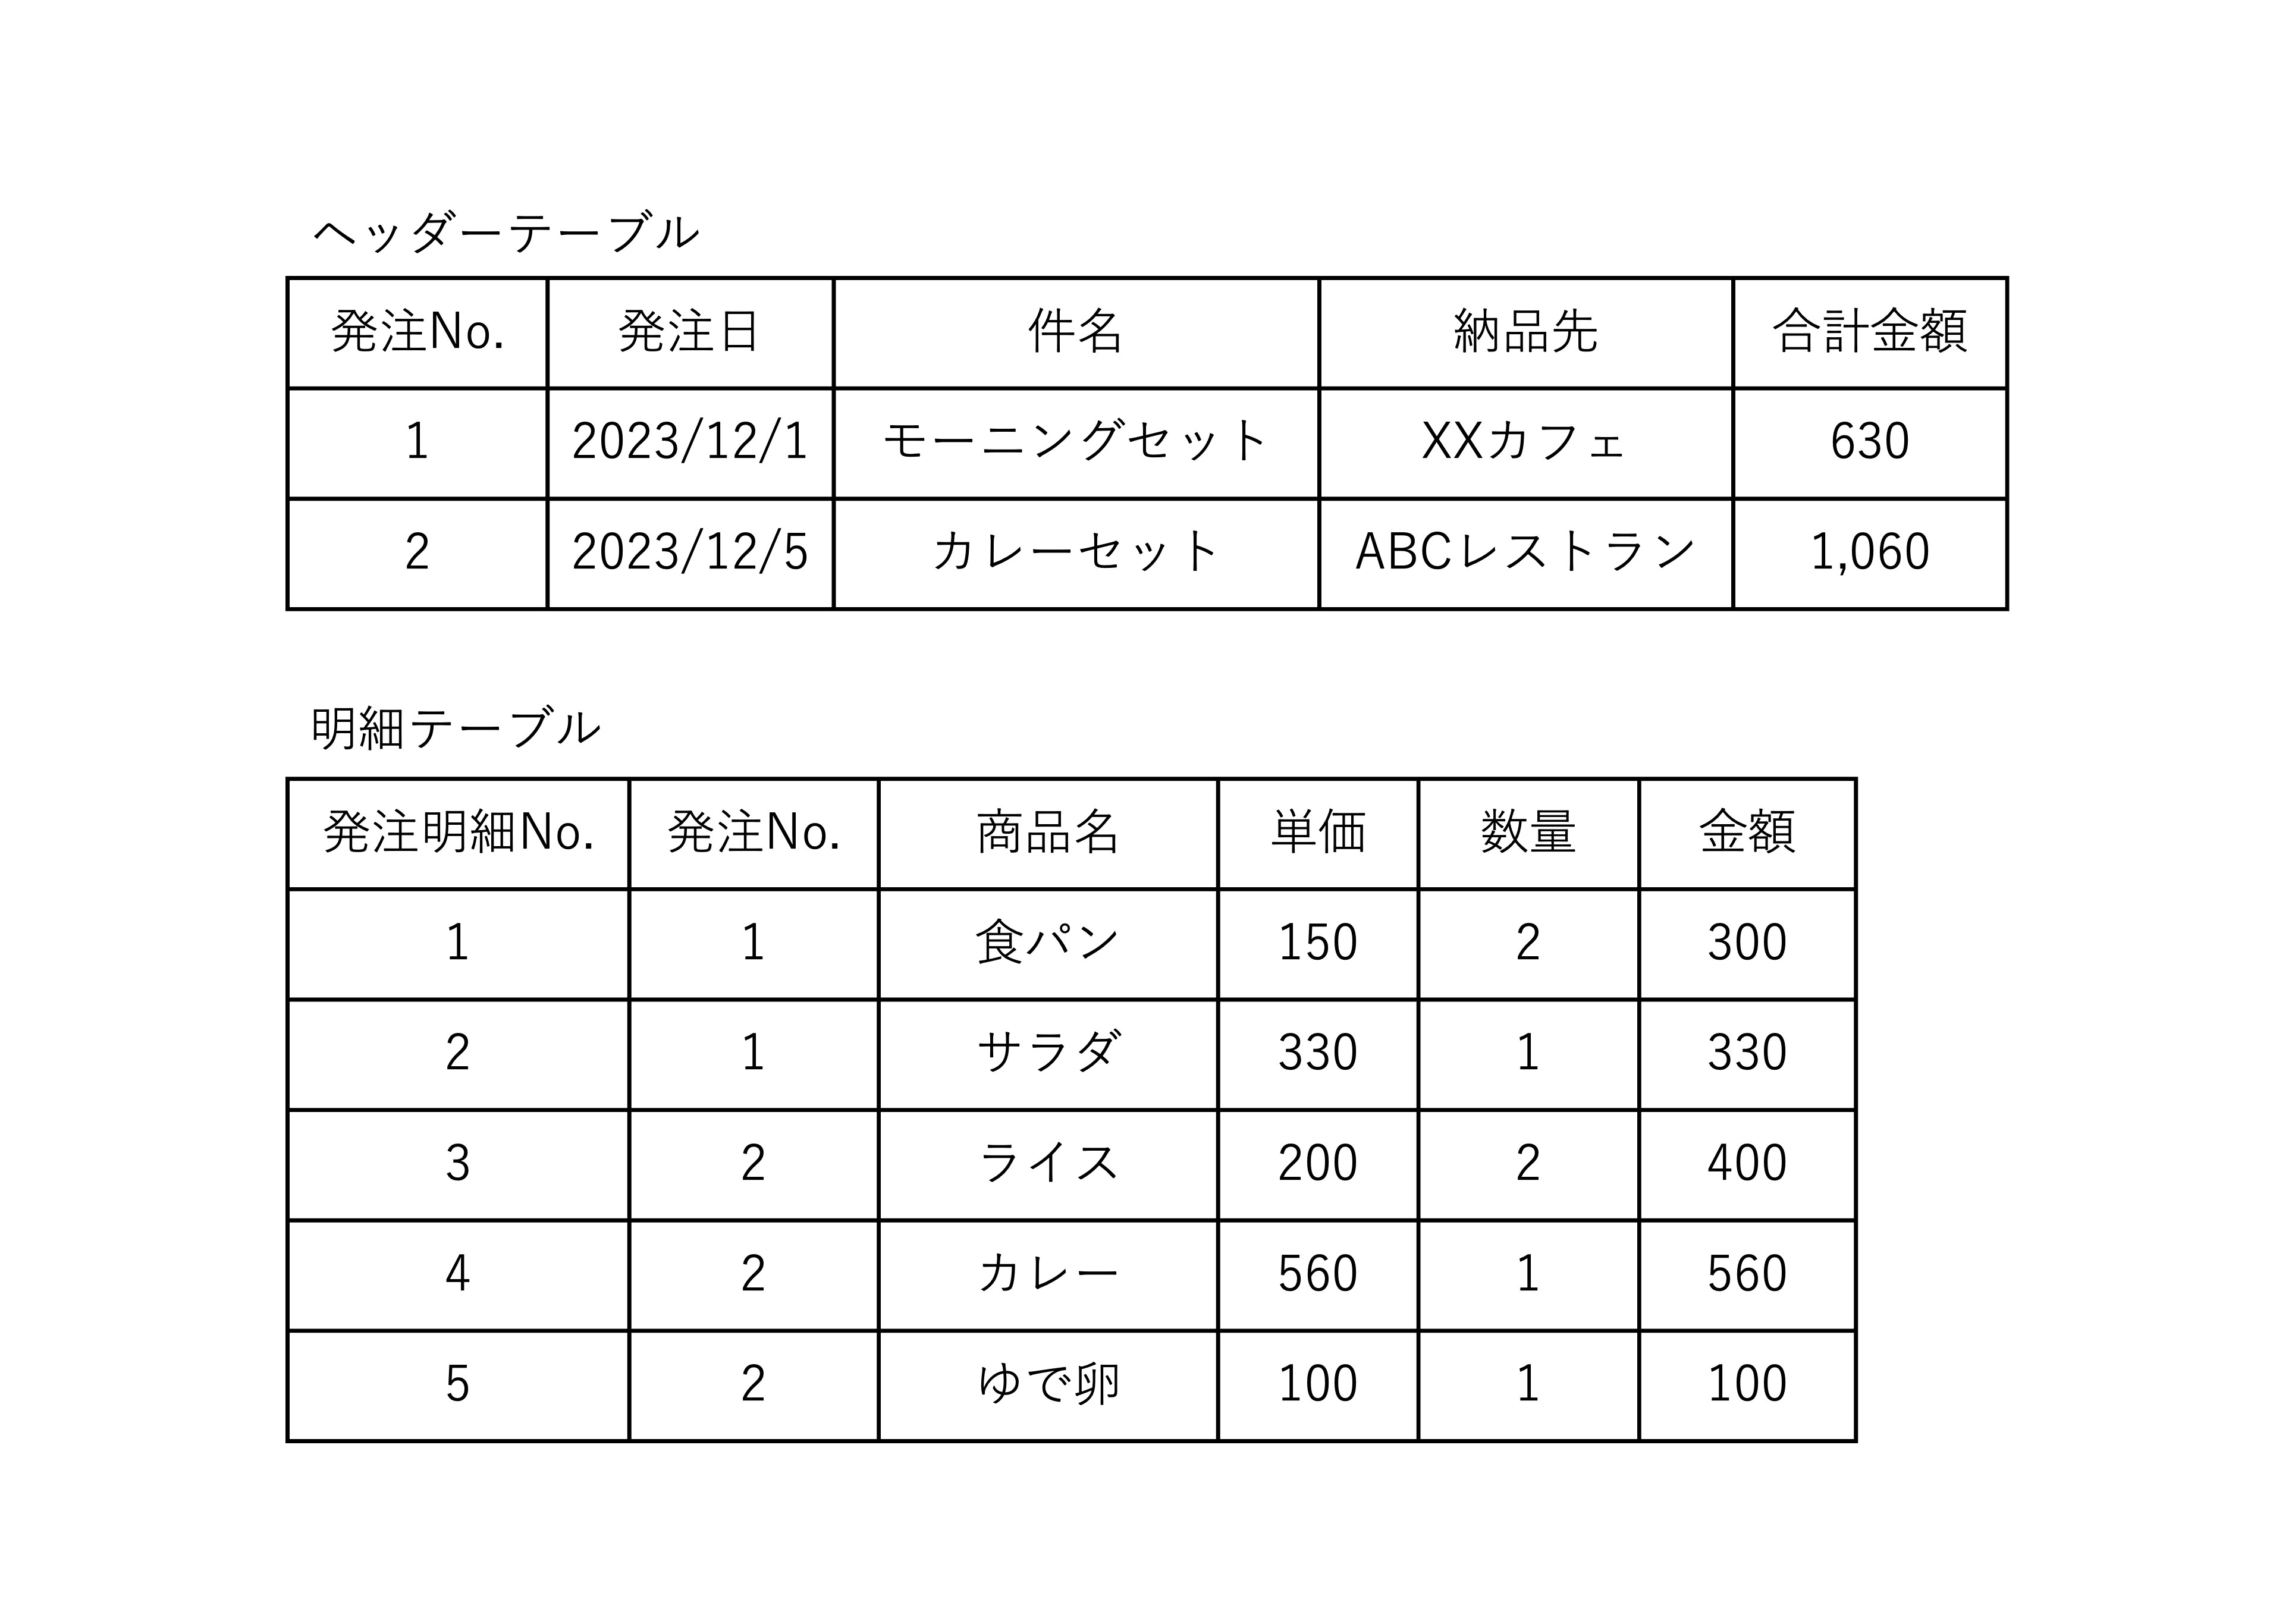 ヘッダーテーブル
発注No. 発注日 件名 納品先 合計金額
1 2023/12/1 モーニングセット XXカフェ 630
2 2023/12/5 カレーセット ABCレストラン 1,060
明細テーブル
発注明細No. 発注No. 商品名 単価 数量 金額
1 1 食パン 150 2 300
2 1 サラダ 330 1 330
3 2 ライス 200 2 400
4 2 カレー 560 1 560
5 2 ゆで卵 100 1 100